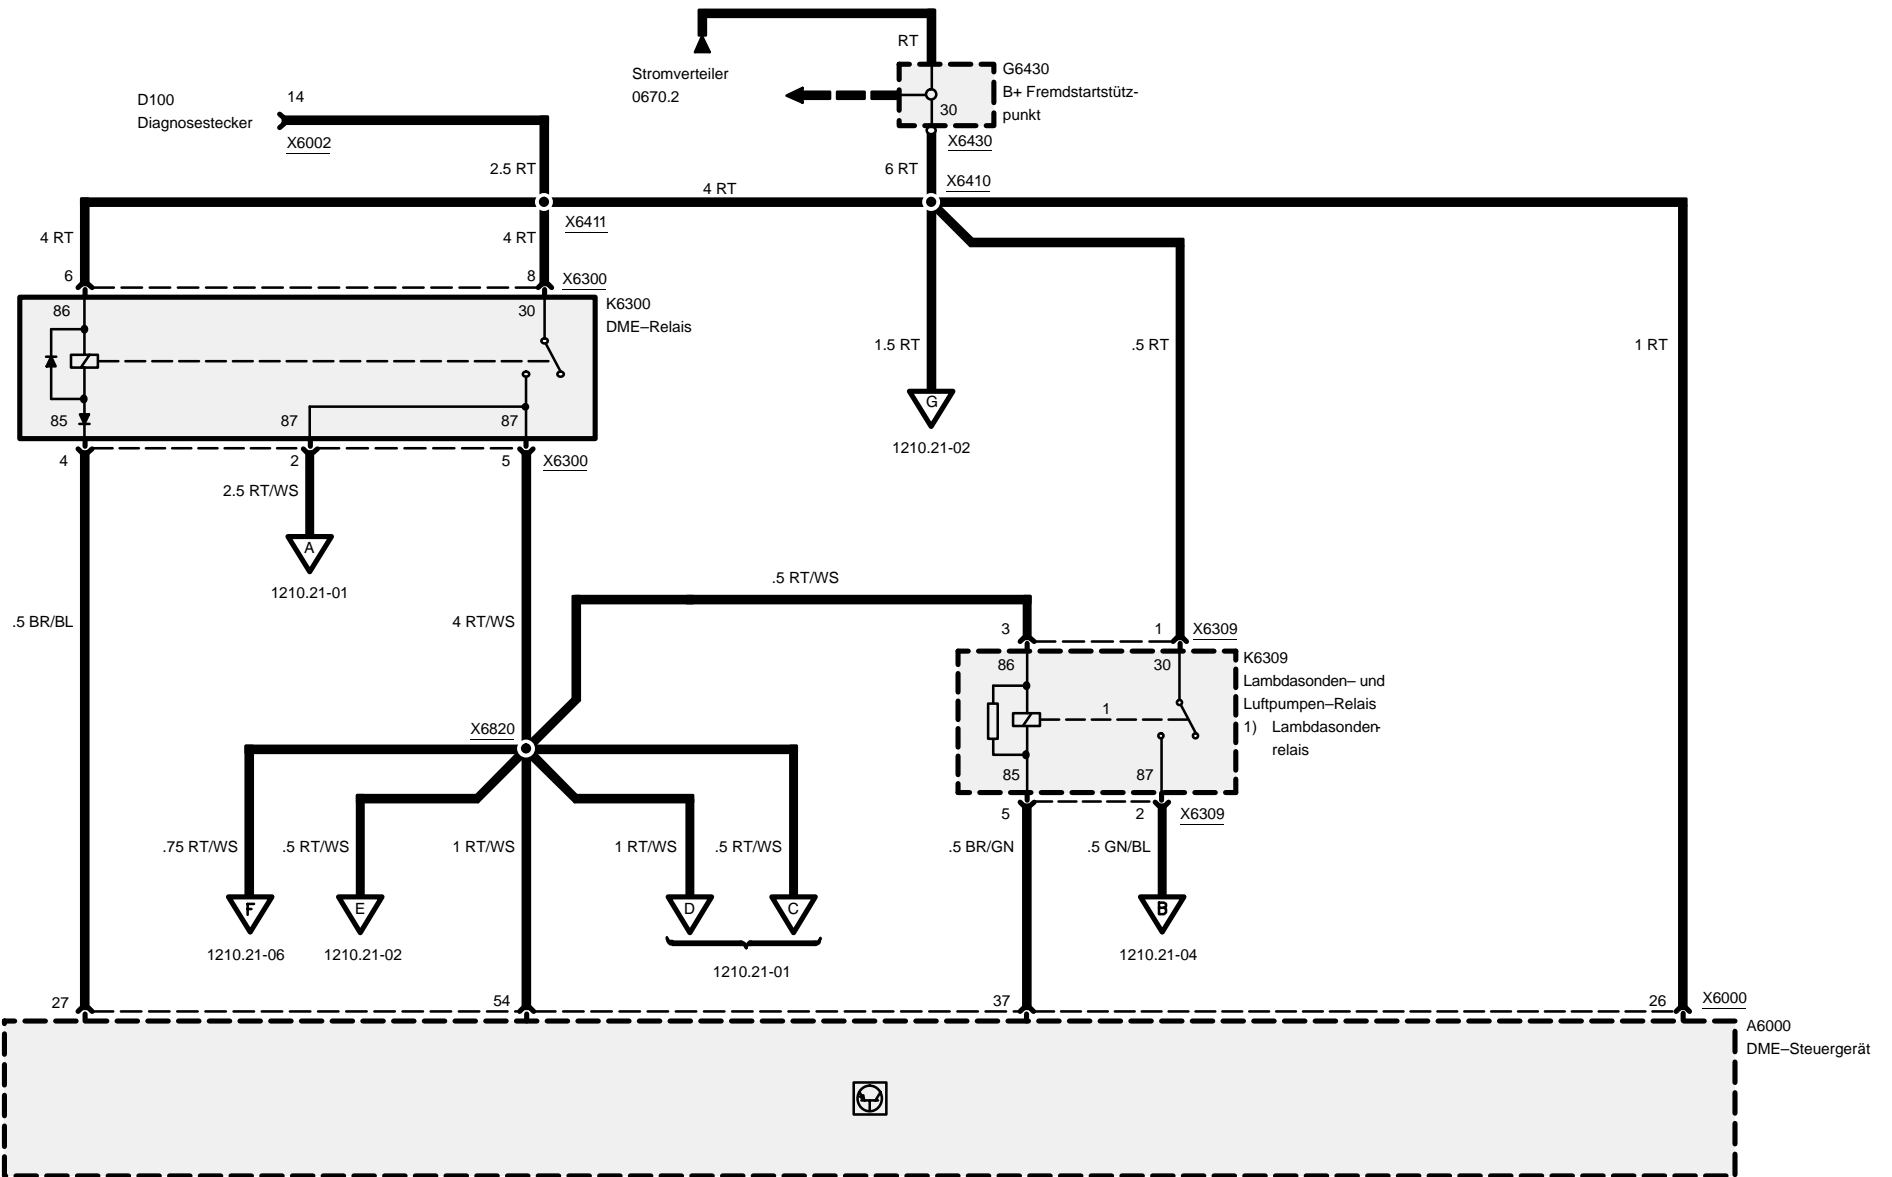 RT
G6430
B+ Fremdstartstütz-
punkt
Stromverteiler
0670.2
30
X6430
D100
Diagnosestecker
14
X6002
2.5 RT
4 RT
6 RT
X6410
X6411
4 RT
4 RT
6
8
X6300
K6300
DME–Relais
86
30
85
87
87
4
2
5
X6300
2.5 RT/WS
A
1210.21-01
1.5 RT
.5 RT
1 RT
G
1210.21-02
.5 BR/BL
4 RT/WS
.5 RT/WS
3
1
X6309
K6309
Lambdasonden– und
Luftpumpen–Relais
1) Lambdasonden-
relais
86
30
1
85
87
5
2
X6309
X6820
.75 RT/WS
.5 RT/WS
1 RT/WS
1 RT/WS
.5 RT/WS
.5 BR/GN
.5 GN/BL
F
E
D
C
B
1210.21-06
1210.21-02
1210.21-01
1210.21-04
27
54
37
26
X6000
A6000
DME–Steuergerät